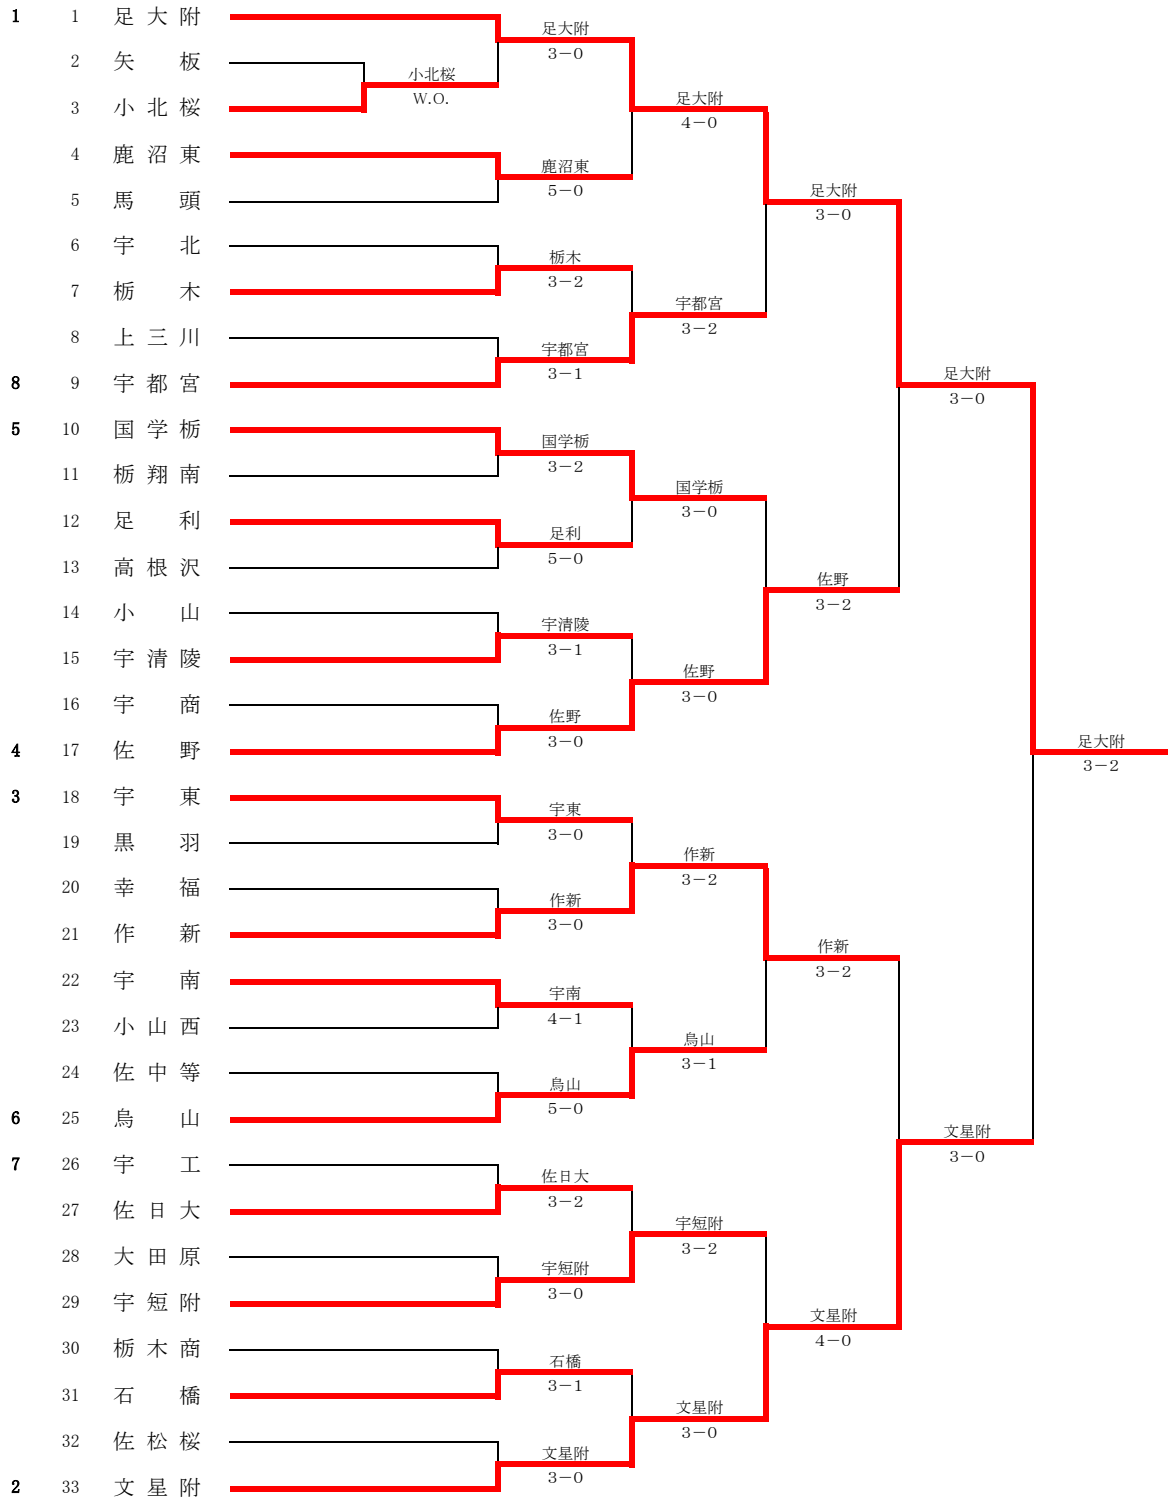 1 1 足大附
2 矢板
3 小北桜
4 鹿沼東
5 馬頭
6 宇北
7 栃木
8 上三川
8 9 宇都宮
5 10 国学栃
11 栃翔南
12 足利
13 高根沢
14 小山
15 宇清陵
16 宇商
4 17 佐野
3 18 宇東
19 黒羽
20 幸福
21 作新
22 宇南
23 小山西
24 佐中等
6 25 烏山
7 26 宇工
27 佐日大
28 大田原
29 宇短附
30 栃木商
31 石橋
32 佐松桜
2 33 文星附
小北桜
W.O.
足大附
3-0
鹿沼東
5-0
栃木
3-2
宇都宮
3-1
国学栃
3-2
足利
5-0
宇清陵
3-1
佐野
3-0
宇東
3-0
作新
3-0
宇南
4-1
烏山
5-0
佐日大
3-2
宇短附
3-0
石橋
3-1
文星附
3-0
足大附
4-0
宇都宮
3-2
国学栃
3-0
佐野
3-0
作新
3-2
烏山
3-1
宇短附
3-2
文星附
3-0
足大附
3-0
佐野
3-2
作新
3-2
文星附
4-0
足大附
3-0
文星附
3-0
足大附
3-2